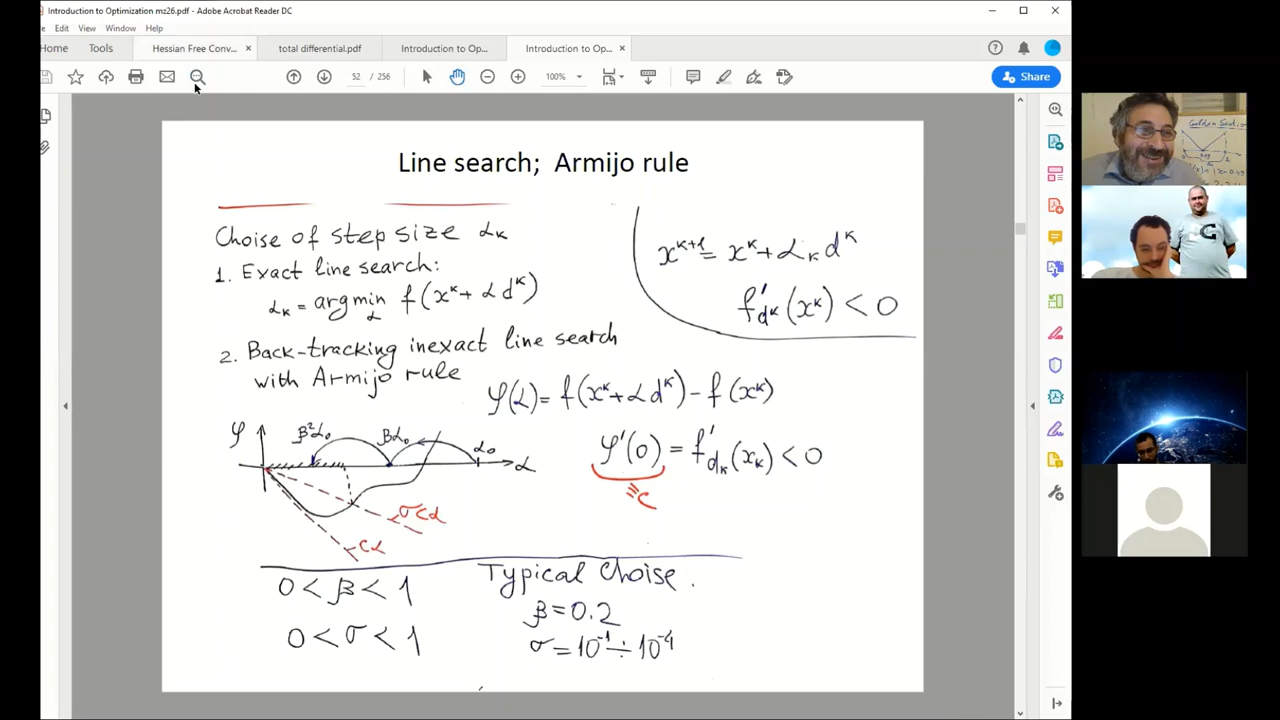 Introduction to Optimization mz26.pdf - Adobe Acrobat Reader DC
Edit View Window Help
Home Tools Hessian Free Conv... × total differential.pdf Introduction to Op... Introduction to Op... ×
52 / 256 100% Share
Line search; Armijo rule
Choise of step size α_k
1. Exact line search:
α_k = argmin_α f(x^k + α d^k)
x^{k+1} = x^k + α_k d^k
f'_{d^k}(x^k) < 0
2. Back-tracking inexact line search
with Armijo rule
φ(α) = f(x^k + α d^k) - f(x^k)
φ'(0) = f'_{d_k}(x_k) < 0
≡ c
φ β²α₀ βα₀ α₀ α
σcα
cα
0 < β < 1
0 < σ < 1
Typical Choise.
β = 0.2
σ = 10^{-1} ÷ 10^{-4}
Golden Section